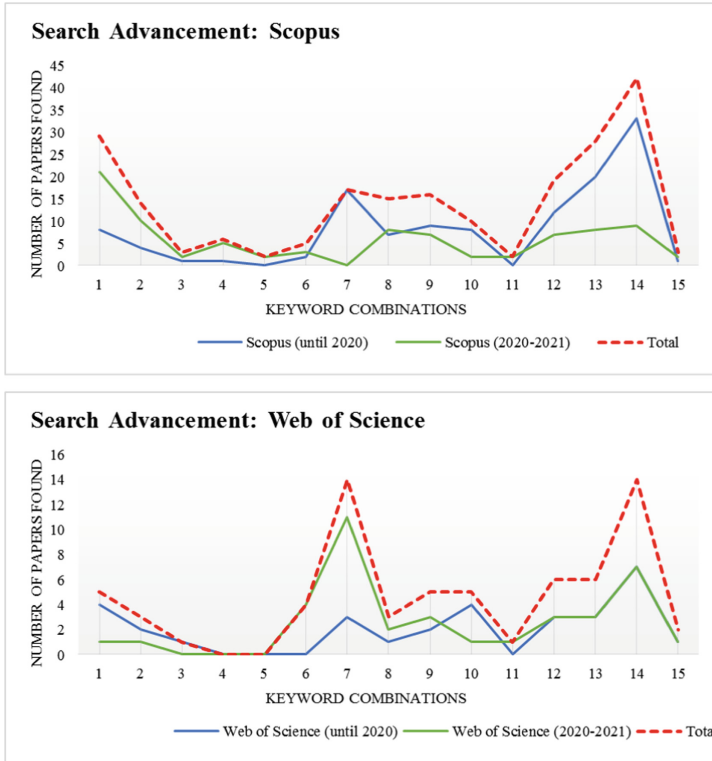 Search Advancement: Scopus
NUMBER OF PAPERS FOUND
45
40
35
30
25
20
15
10
5
0
1 2 3 4 5 6 7 8 9 10 11 12 13 14 15
KEYWORD COMBINATIONS
Scopus (until 2020) Scopus (2020-2021) Total
Search Advancement: Web of Science
NUMBER OF PAPERS FOUND
16
14
12
10
8
6
4
2
0
1 2 3 4 5 6 7 8 9 10 11 12 13 14 15
KEYWORD COMBINATIONS
Web of Science (until 2020) Web of Science (2020-2021) Tota